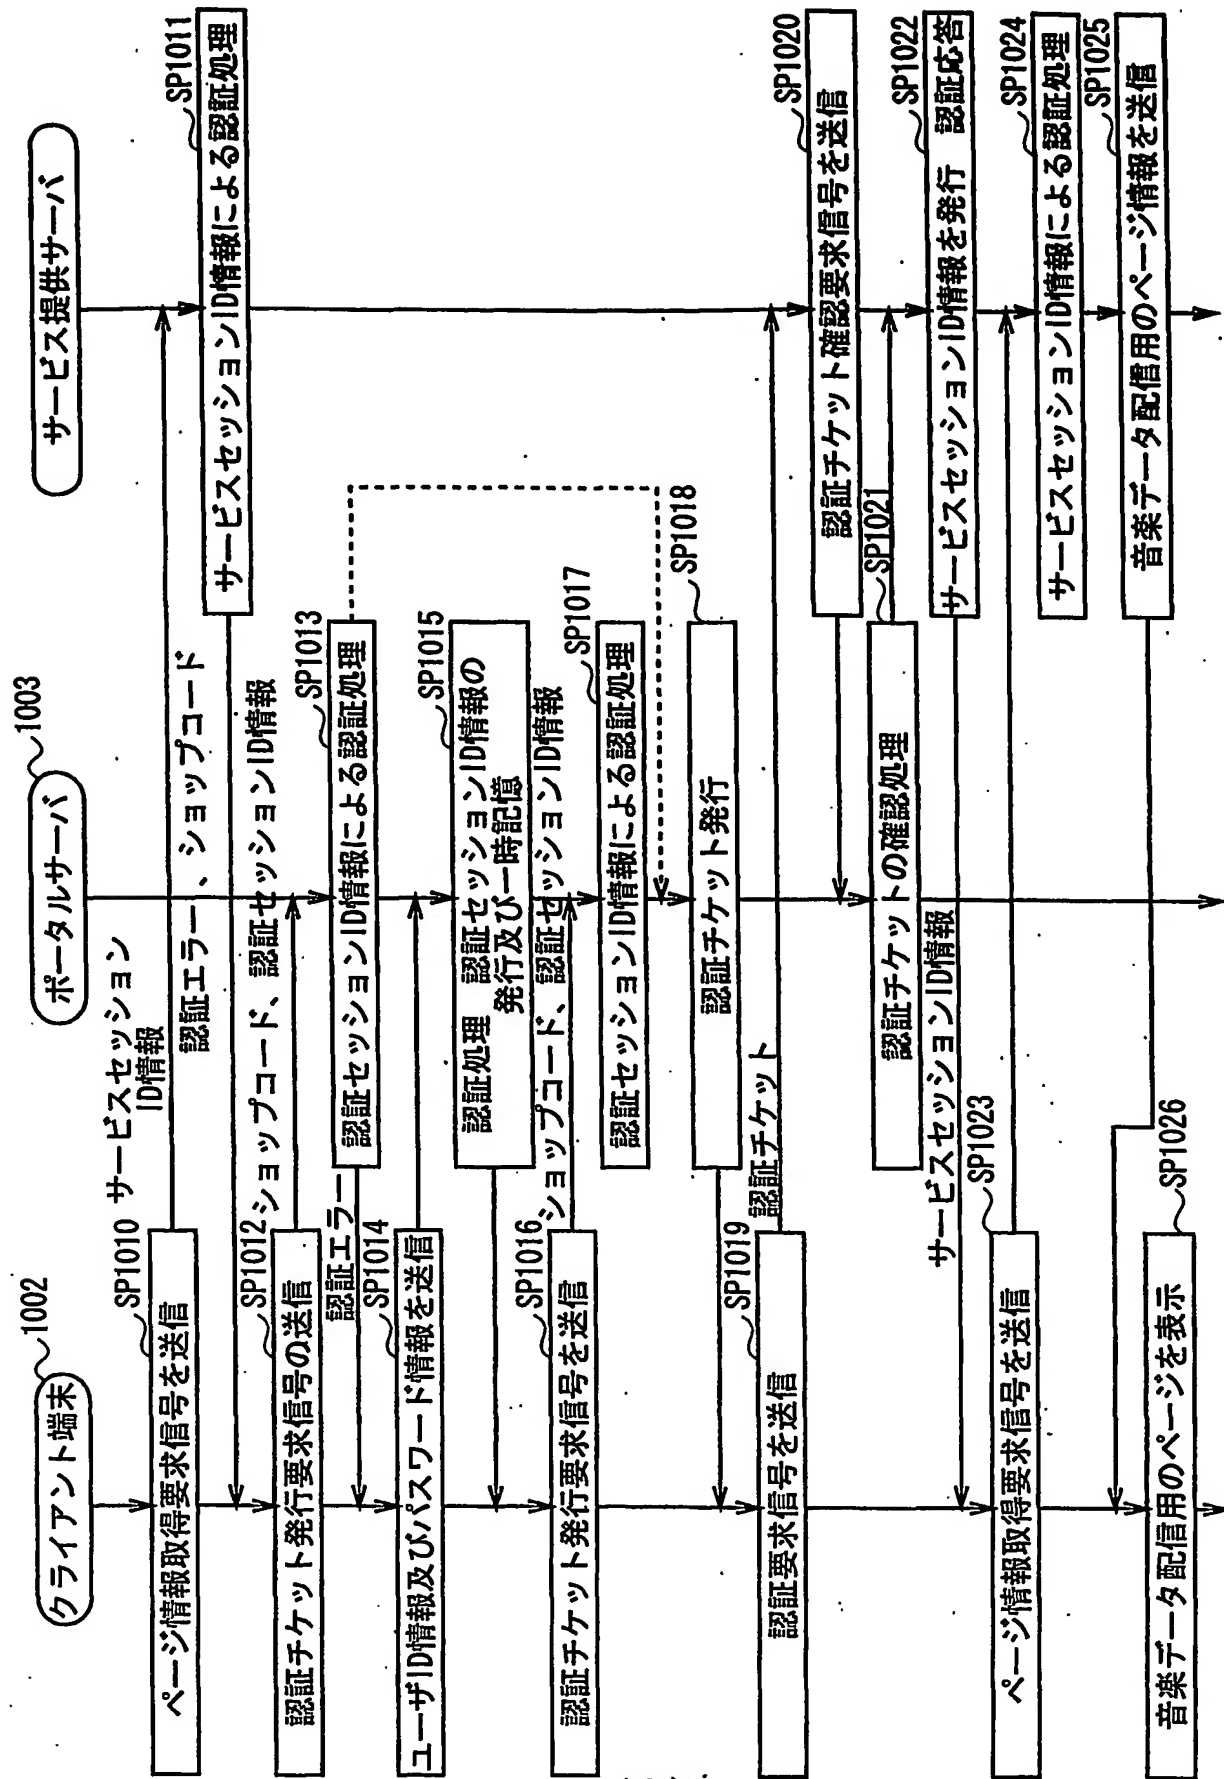 クライアント端末
1002
ポータルサーバ
1003
サービス提供サーバ
SP1010
ページ情報取得要求信号を送信
サービスセッション
ID情報
SP1011
サービスセッションID情報による認証処理
認証エラー、ショップコード
SP1012
認証チケット発行要求信号の送信
ショップコード、認証セッションID情報
SP1013
認証セッションID情報による認証処理
認証エラー
SP1014
ユーザID情報及びパスワード情報を送信
SP1015
認証処理 認証セッションID情報の
発行及び一時記憶
SP1016
認証チケット発行要求信号を送信
ショップコード、認証セッションID情報
SP1017
認証セッションID情報による認証処理
SP1018
認証チケット発行
SP1019
認証要求信号を送信
認証チケット
SP1020
認証チケット確認要求信号を送信
SP1021
認証チケットの確認処理
SP1022
サービスセッションID情報を発行 認証応答
サービスセッションID情報
SP1023
ページ情報取得要求信号を送信
SP1024
サービスセッションID情報による認証処理
SP1025
音楽データ配信用のページ情報を送信
SP1026
音楽データ配信用のページを表示